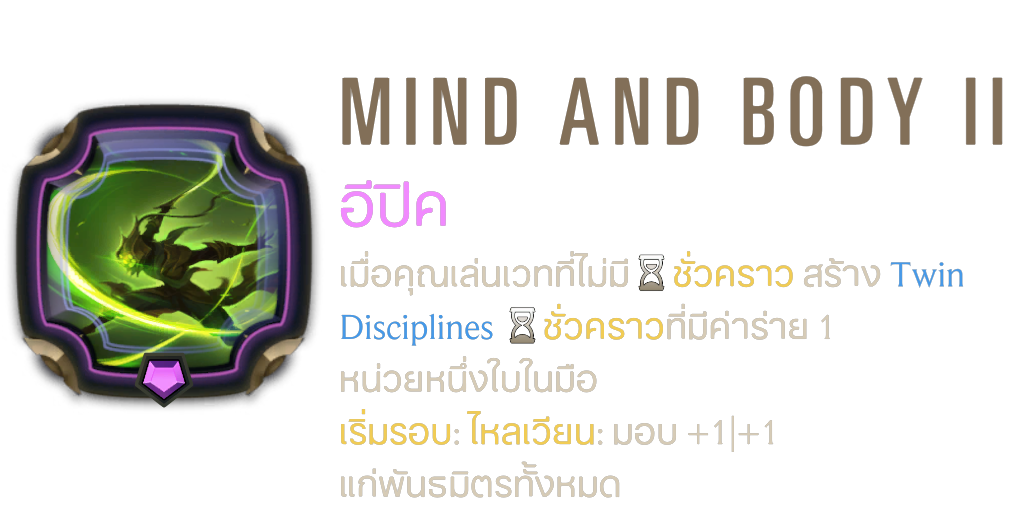 MIND AND BODY II
อีปิค
เมื่อคุณเล่นเวทที่ไม่มี ชั่วคราว สร้าง Twin
Disciplines ชั่วคราวที่มีค่าร่าย 1
หน่วยหนึ่งใบในมือ
เริ่มรอบ: ไหลเวียน: มอบ +1|+1
แก่พันธมิตรทั้งหมด